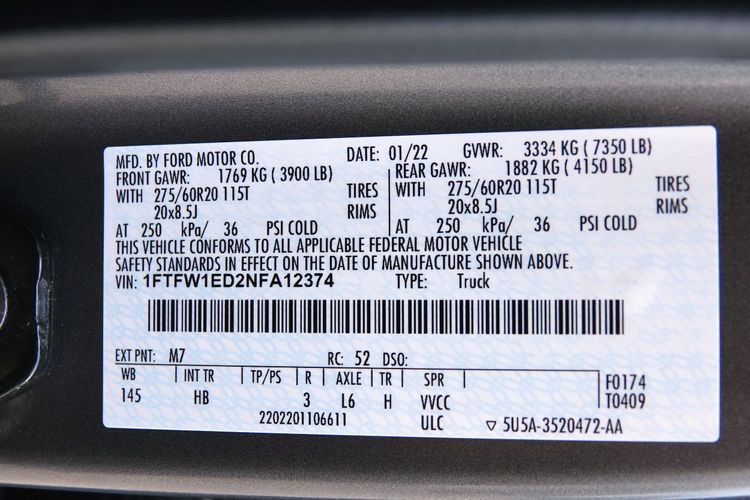 MFD. BY FORD MOTOR CO. DATE: 01/22 GVWR: 3334 KG ( 7350 LB)
FRONT GAWR: 1769 KG ( 3900 LB) REAR GAWR: 1882 KG ( 4150 LB)
WITH 275/60R20 115T TIRES WITH 275/60R20 115T TIRES
20x8.5J RIMS 20x8.5J RIMS
AT 250 kPa/ 36 PSI COLD AT 250 kPa/ 36 PSI COLD
THIS VEHICLE CONFORMS TO ALL APPLICABLE FEDERAL MOTOR VEHICLE
SAFETY STANDARDS IN EFFECT ON THE DATE OF MANUFACTURE SHOWN ABOVE.
VIN: 1FTFW1ED2NFA12374 TYPE: Truck
EXT PNT: M7 RC: 52 DSO:
WB INT TR TP/PS R AXLE TR SPR F0174
145 HB 3 L6 H VVCC T0409
2202201106611 ULC ▽ 5U5A-3520472-AA